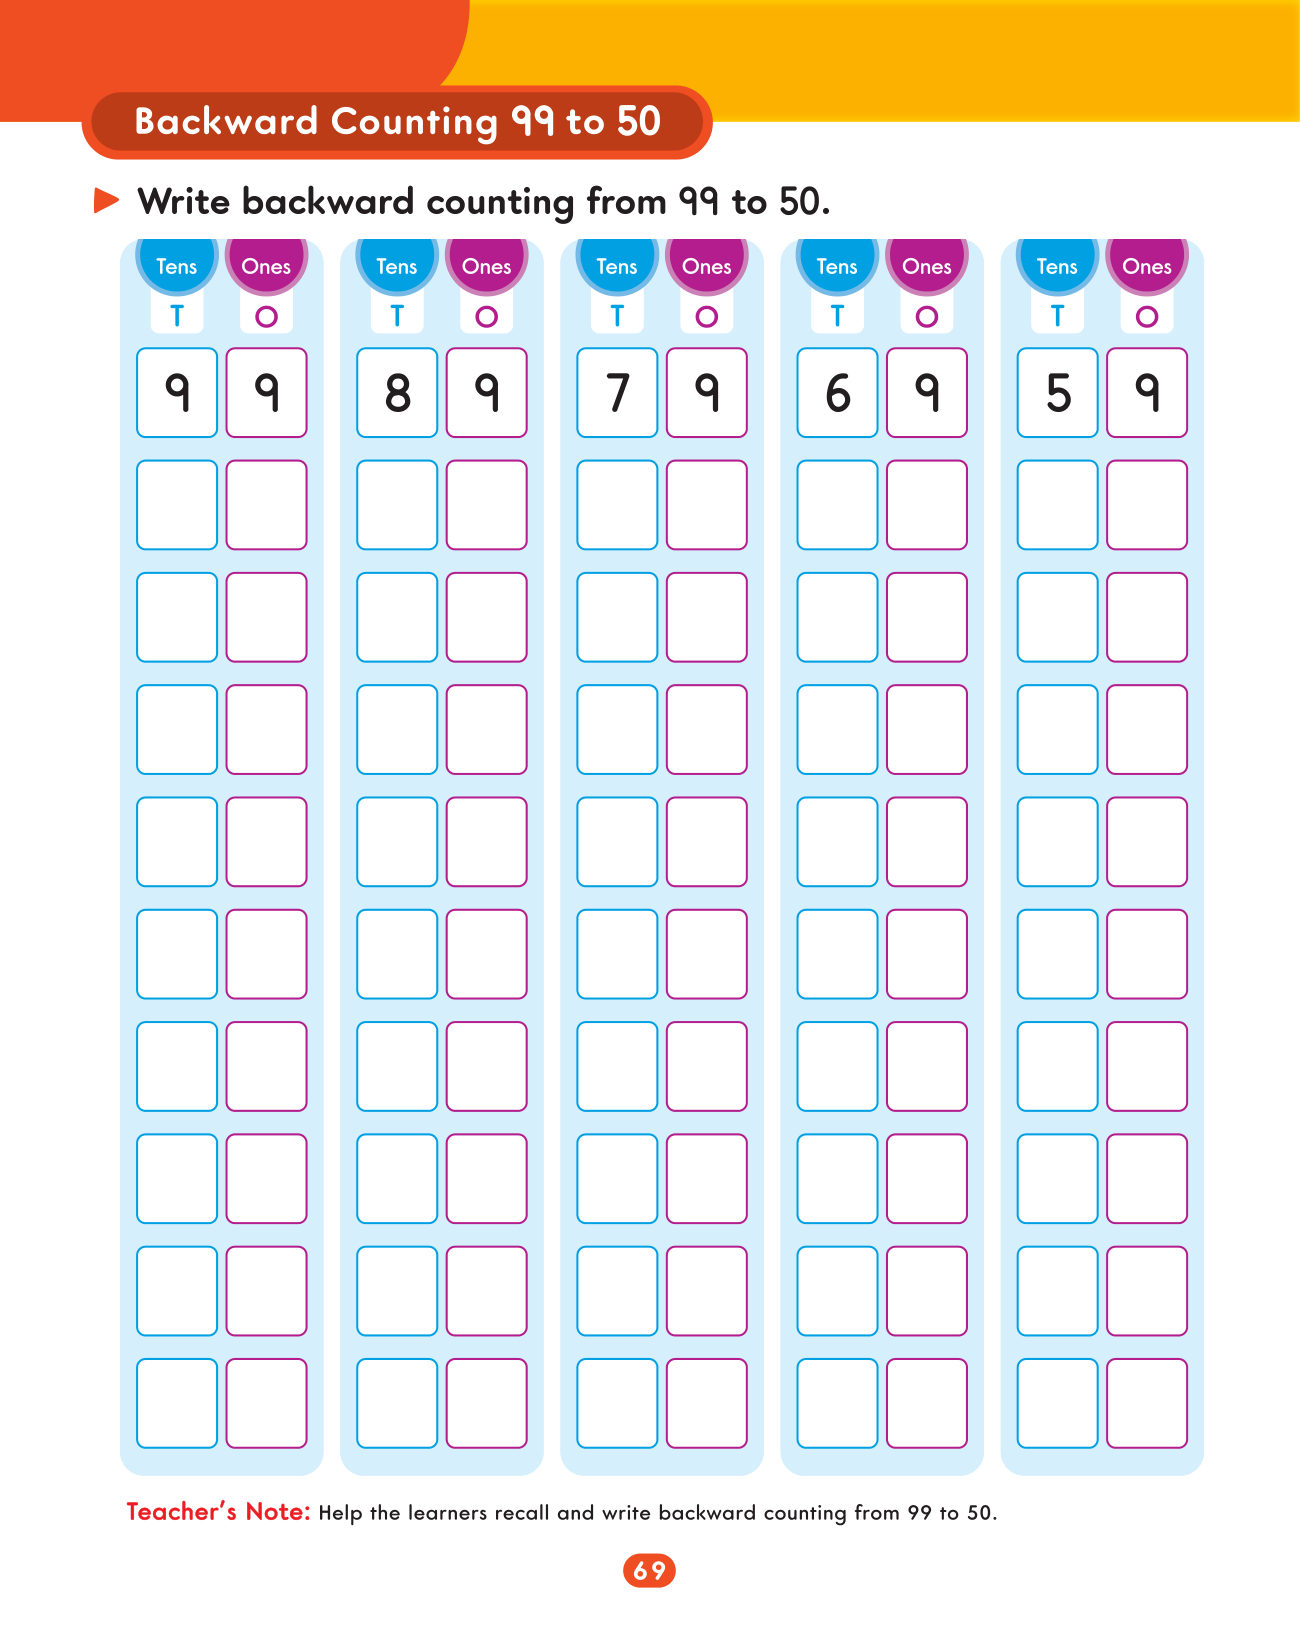 Backward Counting 99 to 50
Write backward counting from 99 to 50.
Tens Ones Tens Ones Tens Ones Tens Ones Tens Ones
T O T O T O T O T O
9 9 8 9 7 9 6 9 5 9
Teacher's Note: Help the learners recall and write backward counting from 99 to 50.
69